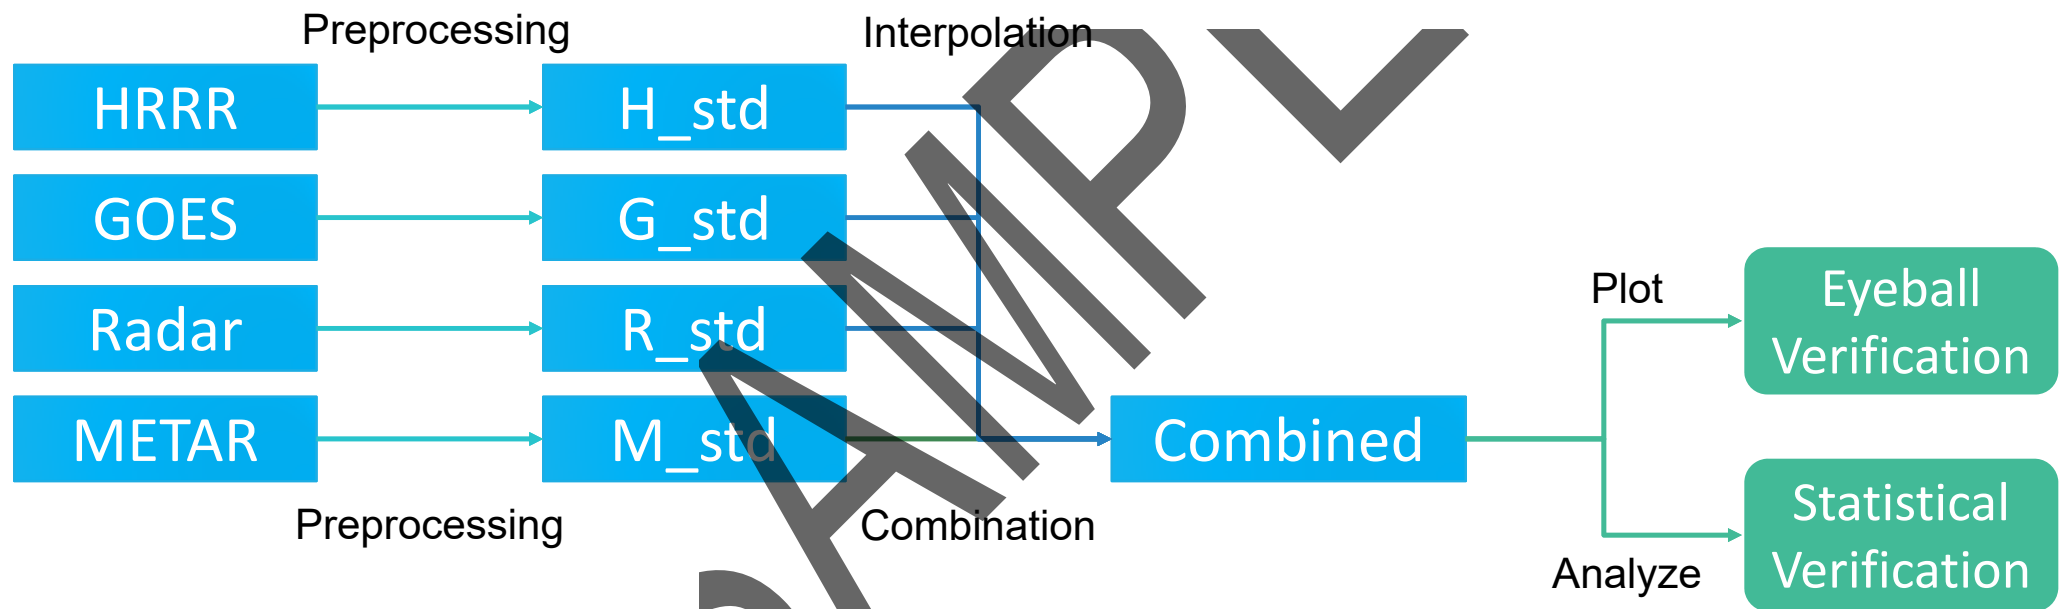 Preprocessing
Interpolation
HRRR
H_std
GOES
G_std
Radar
R_std
METAR
M_std
Combined
Preprocessing
Combination
Plot
Eyeball
Verification
Analyze
Statistical
Verification